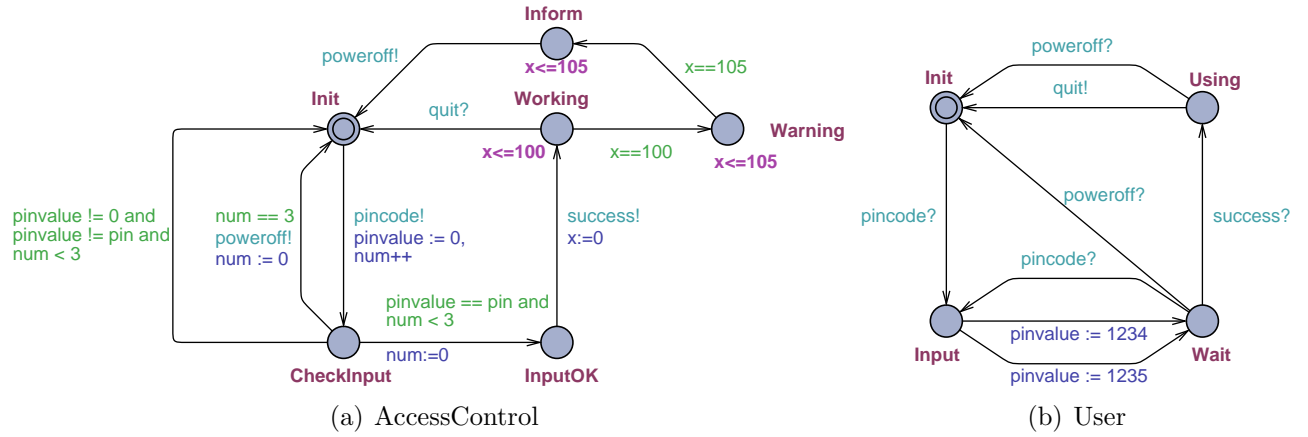 Inform
poweroff!
x<=105
x==105
Init
Working
quit?
Warning
x<=100
x==100
x<=105
pinvalue != 0 and
pinvalue != pin and
num < 3
num == 3
poweroff!
num := 0
pincode!
pinvalue := 0,
num++
success!
x:=0
pinvalue == pin and
num < 3
num:=0
CheckInput
InputOK
(a) AccessControl
poweroff?
Init
Using
quit!
poweroff?
pincode?
success?
pincode?
pinvalue := 1234
Input
Wait
pinvalue := 1235
(b) User